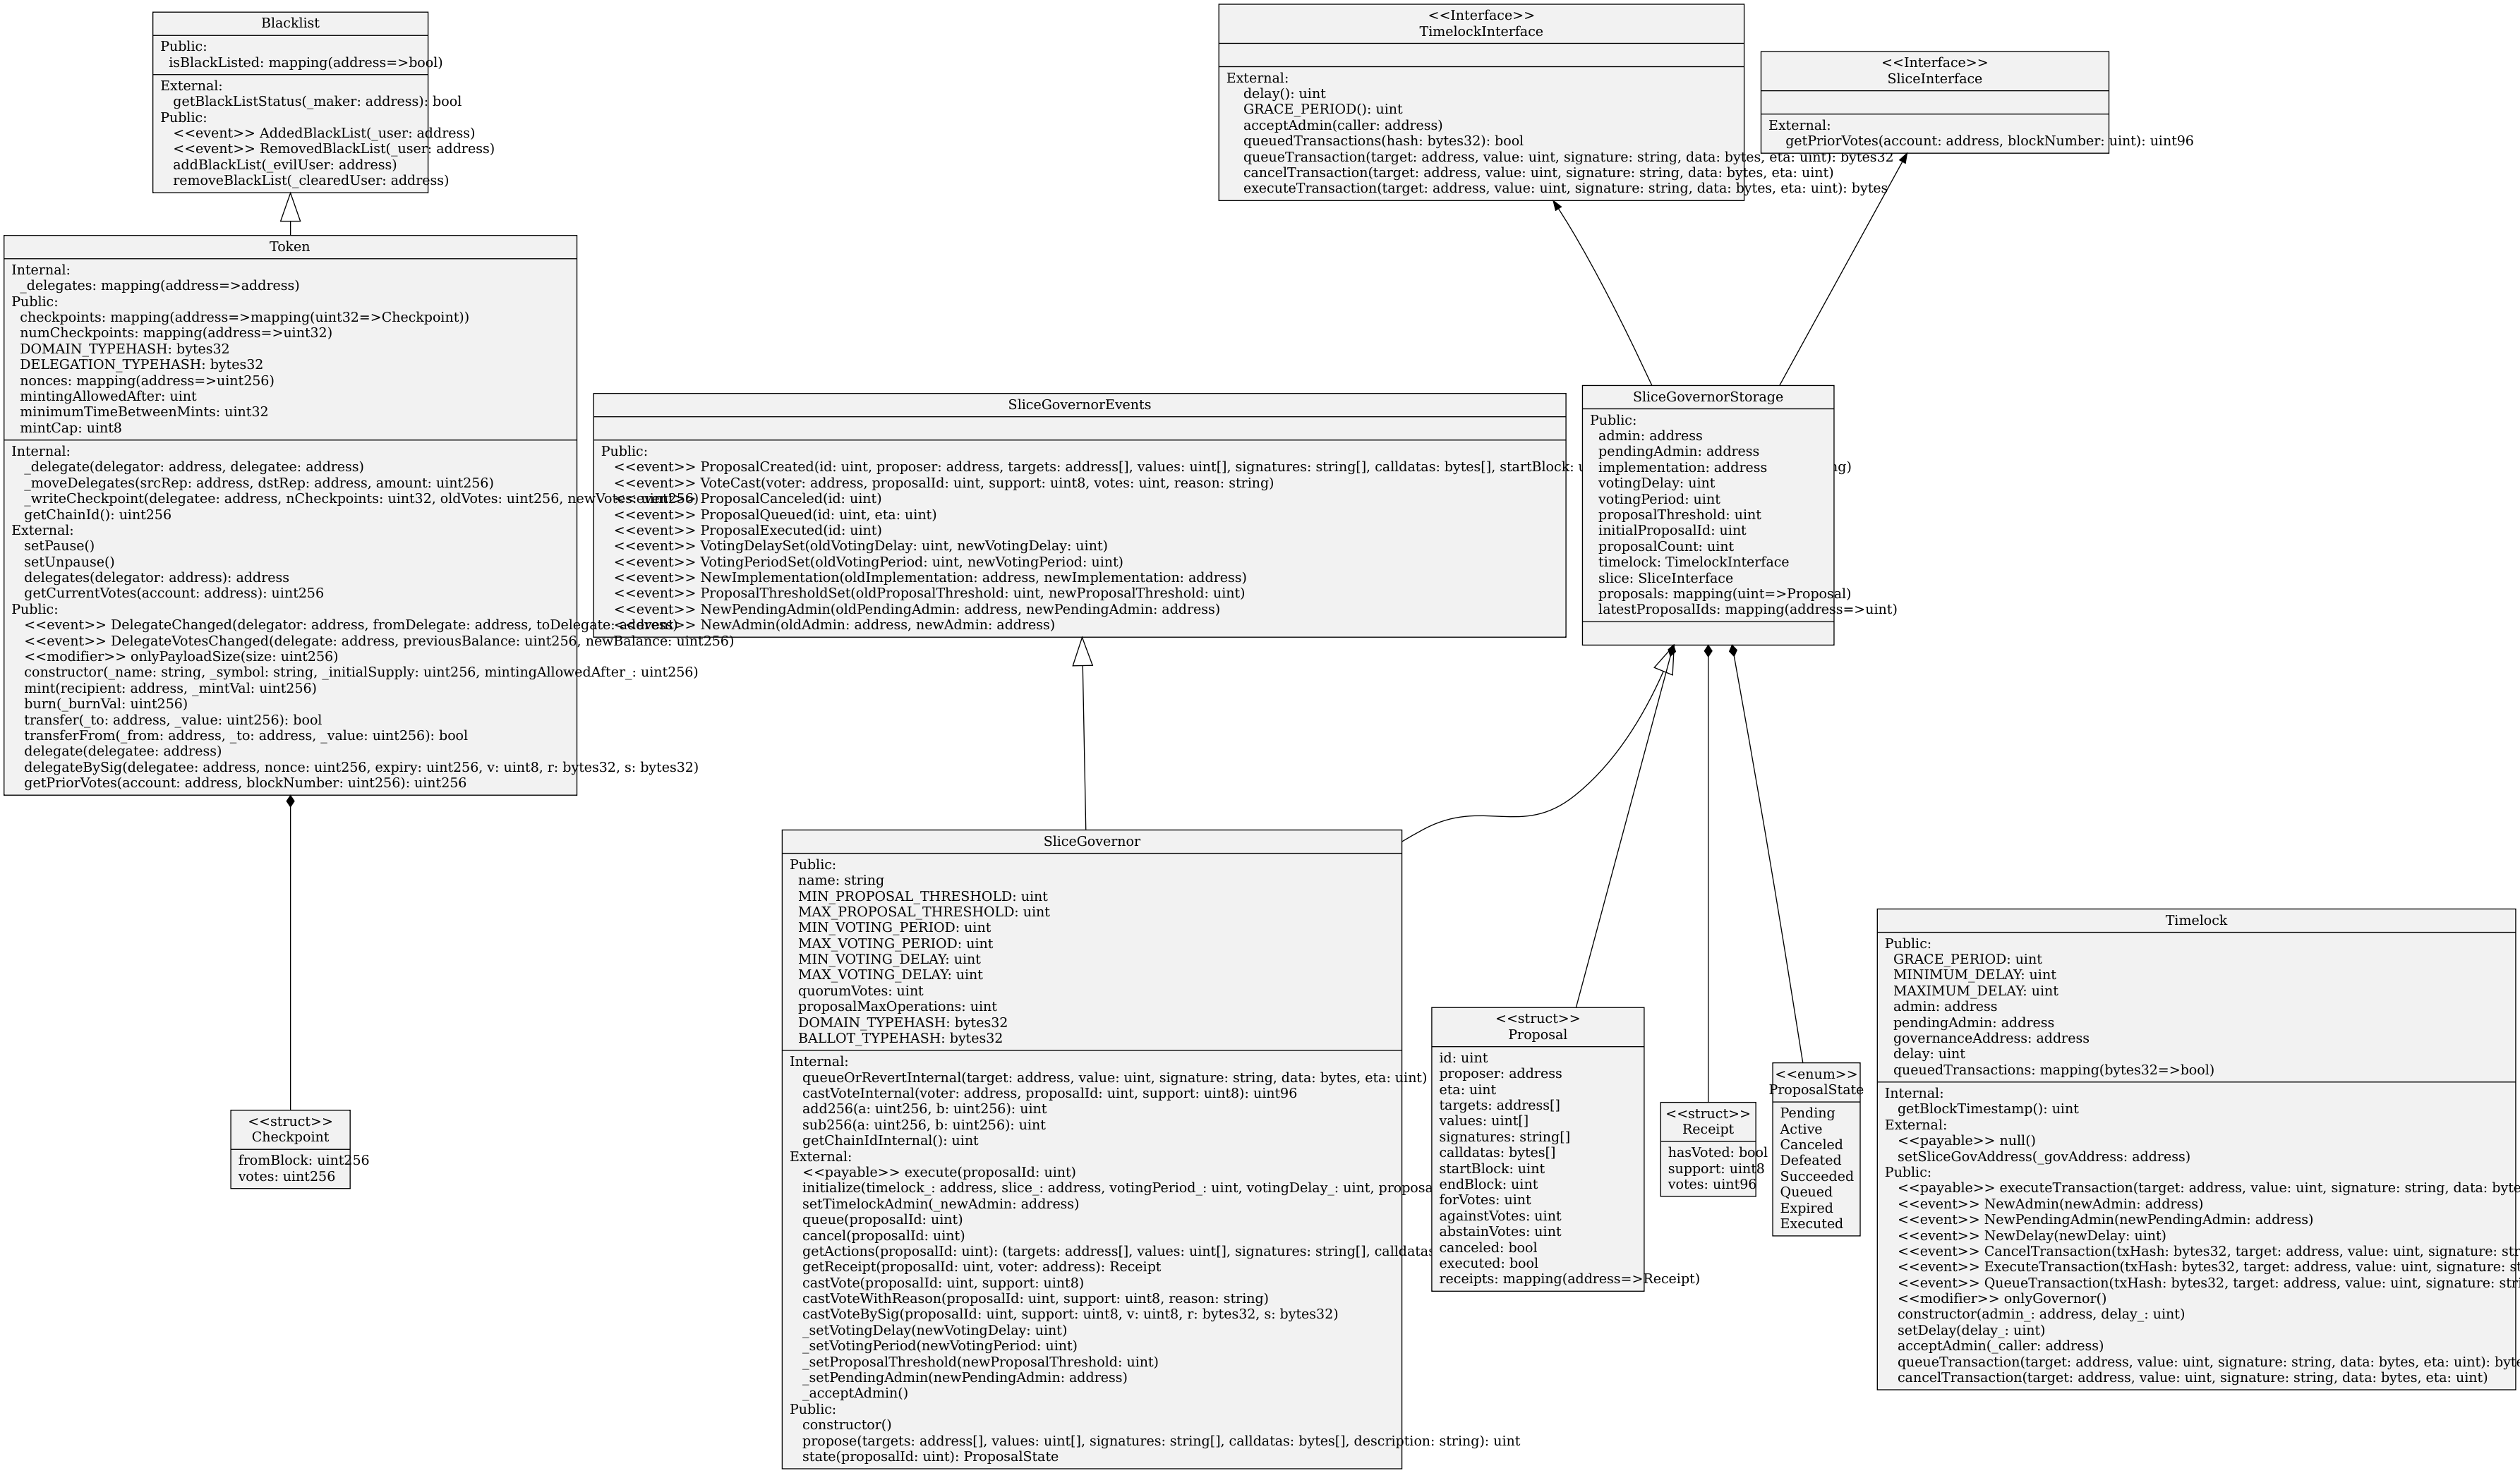 Blacklist
Public:
isBlackListed: mapping(address=>bool)
External:
getBlackListStatus(_maker: address): bool
Public:
<<event>> AddedBlackList(_user: address)
<<event>> RemovedBlackList(_user: address)
addBlackList(_evilUser: address)
removeBlackList(_clearedUser: address)
<<Interface>>
TimelockInterface
External:
delay(): uint
GRACE_PERIOD(): uint
acceptAdmin(caller: address)
queuedTransactions(hash: bytes32): bool
queueTransaction(target: address, value: uint, signature: string, data: bytes, eta: uint): bytes32
cancelTransaction(target: address, value: uint, signature: string, data: bytes, eta: uint)
executeTransaction(target: address, value: uint, signature: string, data: bytes, eta: uint): bytes
<<Interface>>
SliceInterface
External:
getPriorVotes(account: address, blockNumber: uint): uint96
Token
Internal:
_delegates: mapping(address=>address)
Public:
checkpoints: mapping(address=>mapping(uint32=>Checkpoint))
numCheckpoints: mapping(address=>uint32)
DOMAIN_TYPEHASH: bytes32
DELEGATION_TYPEHASH: bytes32
nonces: mapping(address=>uint256)
mintingAllowedAfter: uint
minimumTimeBetweenMints: uint32
mintCap: uint8
Internal:
_delegate(delegator: address, delegatee: address)
_moveDelegates(srcRep: address, dstRep: address, amount: uint256)
_writeCheckpoint(delegatee: address, nCheckpoints: uint32, oldVotes: uint256, newVotes: uint256)
getChainId(): uint256
External:
setPause()
setUnpause()
delegates(delegator: address): address
getCurrentVotes(account: address): uint256
Public:
<<event>> DelegateChanged(delegator: address, fromDelegate: address, toDelegate: address)
<<event>> DelegateVotesChanged(delegate: address, previousBalance: uint256, newBalance: uint256)
<<modifier>> onlyPayloadSize(size: uint256)
constructor(_name: string, _symbol: string, _initialSupply: uint256, mintingAllowedAfter_: uint256)
mint(recipient: address, _mintVal: uint256)
burn(_burnVal: uint256)
transfer(_to: address, _value: uint256): bool
transferFrom(_from: address, _to: address, _value: uint256): bool
delegate(delegatee: address)
delegateBySig(delegatee: address, nonce: uint256, expiry: uint256, v: uint8, r: bytes32, s: bytes32)
getPriorVotes(account: address, blockNumber: uint256): uint256
SliceGovernorEvents
Public:
<<event>> ProposalCreated(id: uint, proposer: address, targets: address[], values: uint[], signatures: string[], calldatas: bytes[], startBlock:
<<event>> VoteCast(voter: address, proposalId: uint, support: uint8, votes: uint, reason: string)
<<event>> ProposalCanceled(id: uint)
<<event>> ProposalQueued(id: uint, eta: uint)
<<event>> ProposalExecuted(id: uint)
<<event>> VotingDelaySet(oldVotingDelay: uint, newVotingDelay: uint)
<<event>> VotingPeriodSet(oldVotingPeriod: uint, newVotingPeriod: uint)
<<event>> NewImplementation(oldImplementation: address, newImplementation: address)
<<event>> ProposalThresholdSet(oldProposalThreshold: uint, newProposalThreshold: uint)
<<event>> NewPendingAdmin(oldPendingAdmin: address, newPendingAdmin: address)
<<event>> NewAdmin(oldAdmin: address, newAdmin: address)
SliceGovernorStorage
Public:
admin: address
pendingAdmin: address
implementation: address
votingDelay: uint
votingPeriod: uint
proposalThreshold: uint
initialProposalId: uint
proposalCount: uint
timelock: TimelockInterface
slice: SliceInterface
proposals: mapping(uint=>Proposal)
latestProposalIds: mapping(address=>uint)
SliceGovernor
Public:
name: string
MIN_PROPOSAL_THRESHOLD: uint
MAX_PROPOSAL_THRESHOLD: uint
MIN_VOTING_PERIOD: uint
MAX_VOTING_PERIOD: uint
MIN_VOTING_DELAY: uint
MAX_VOTING_DELAY: uint
quorumVotes: uint
proposalMaxOperations: uint
DOMAIN_TYPEHASH: bytes32
BALLOT_TYPEHASH: bytes32
Internal:
queueOrRevertInternal(target: address, value: uint, signature: string, data: bytes, eta: uint)
castVoteInternal(voter: address, proposalId: uint, support: uint8): uint96
add256(a: uint256, b: uint256): uint
sub256(a: uint256, b: uint256): uint
getChainIdInternal(): uint
External:
<<payable>> execute(proposalId: uint)
initialize(timelock_: address, slice_: address, votingPeriod_: uint, votingDelay_: uint,
setTimelockAdmin(_newAdmin: address)
queue(proposalId: uint)
cancel(proposalId: uint)
getActions(proposalId: uint): (targets: address[], values: uint[], signatures: string[],
getReceipt(proposalId: uint, voter: address): Receipt
castVote(proposalId: uint, support: uint8)
castVoteWithReason(proposalId: uint, support: uint8, reason: string)
castVoteBySig(proposalId: uint, support: uint8, v: uint8, r: bytes32, s: bytes32)
_setVotingDelay(newVotingDelay: uint)
_setVotingPeriod(newVotingPeriod: uint)
_setProposalThreshold(newProposalThreshold: uint)
_setPendingAdmin(newPendingAdmin: address)
_acceptAdmin()
Public:
constructor()
propose(targets: address[], values: uint[], signatures: string[], calldatas: bytes[], description: string): uint
state(proposalId: uint): ProposalState
<<struct>>
Checkpoint
fromBlock: uint256
votes: uint256
<<struct>>
Proposal
id: uint
proposer: address
eta: uint
targets: address[]
values: uint[]
signatures: string[]
calldatas: bytes[]
startBlock: uint
endBlock: uint
forVotes: uint
againstVotes: uint
abstainVotes: uint
canceled: bool
executed: bool
receipts: mapping(address=>Receipt)
<<struct>>
Receipt
hasVoted: bool
support: uint8
votes: uint96
<<enum>>
ProposalState
Pending
Active
Canceled
Defeated
Succeeded
Queued
Expired
Executed
Timelock
Public:
GRACE_PERIOD: uint
MINIMUM_DELAY: uint
MAXIMUM_DELAY: uint
admin: address
pendingAdmin: address
governanceAddress: address
delay: uint
queuedTransactions: mapping(bytes32=>bool)
Internal:
getBlockTimestamp(): uint
External:
<<payable>> null()
setSliceGovAddress(_govAddress: address)
Public:
<<payable>> executeTransaction(target: address, value: uint, signature: string, data:
<<event>> NewAdmin(newAdmin: address)
<<event>> NewPendingAdmin(newPendingAdmin: address)
<<event>> NewDelay(newDelay: uint)
<<event>> CancelTransaction(txHash: bytes32, target: address, value: uint, signature:
<<event>> ExecuteTransaction(txHash: bytes32, target: address, value: uint, signature:
<<event>> QueueTransaction(txHash: bytes32, target: address, value: uint, signature:
<<modifier>> onlyGovernor()
constructor(admin_: address, delay_: uint)
setDelay(delay_: uint)
acceptAdmin(_caller: address)
queueTransaction(target: address, value: uint, signature: string, data: bytes, eta: uint):
cancelTransaction(target: address, value: uint, signature: string, data: bytes, eta: uint)